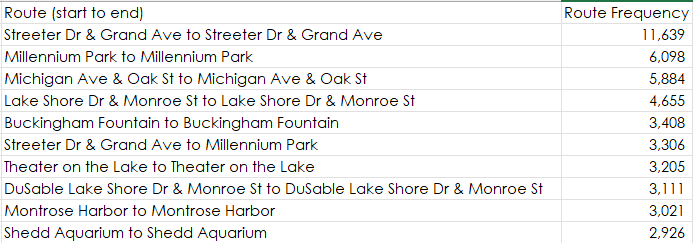 Route (start to end) Route Frequency
Streeter Dr & Grand Ave to Streeter Dr & Grand Ave 11,639
Millennium Park to Millennium Park 6,098
Michigan Ave & Oak St to Michigan Ave & Oak St 5,884
Lake Shore Dr & Monroe St to Lake Shore Dr & Monroe St 4,655
Buckingham Fountain to Buckingham Fountain 3,408
Streeter Dr & Grand Ave to Millennium Park 3,306
Theater on the Lake to Theater on the Lake 3,205
DuSable Lake Shore Dr & Monroe St to DuSable Lake Shore Dr & Monroe St 3,111
Montrose Harbor to Montrose Harbor 3,021
Shedd Aquarium to Shedd Aquarium 2,926